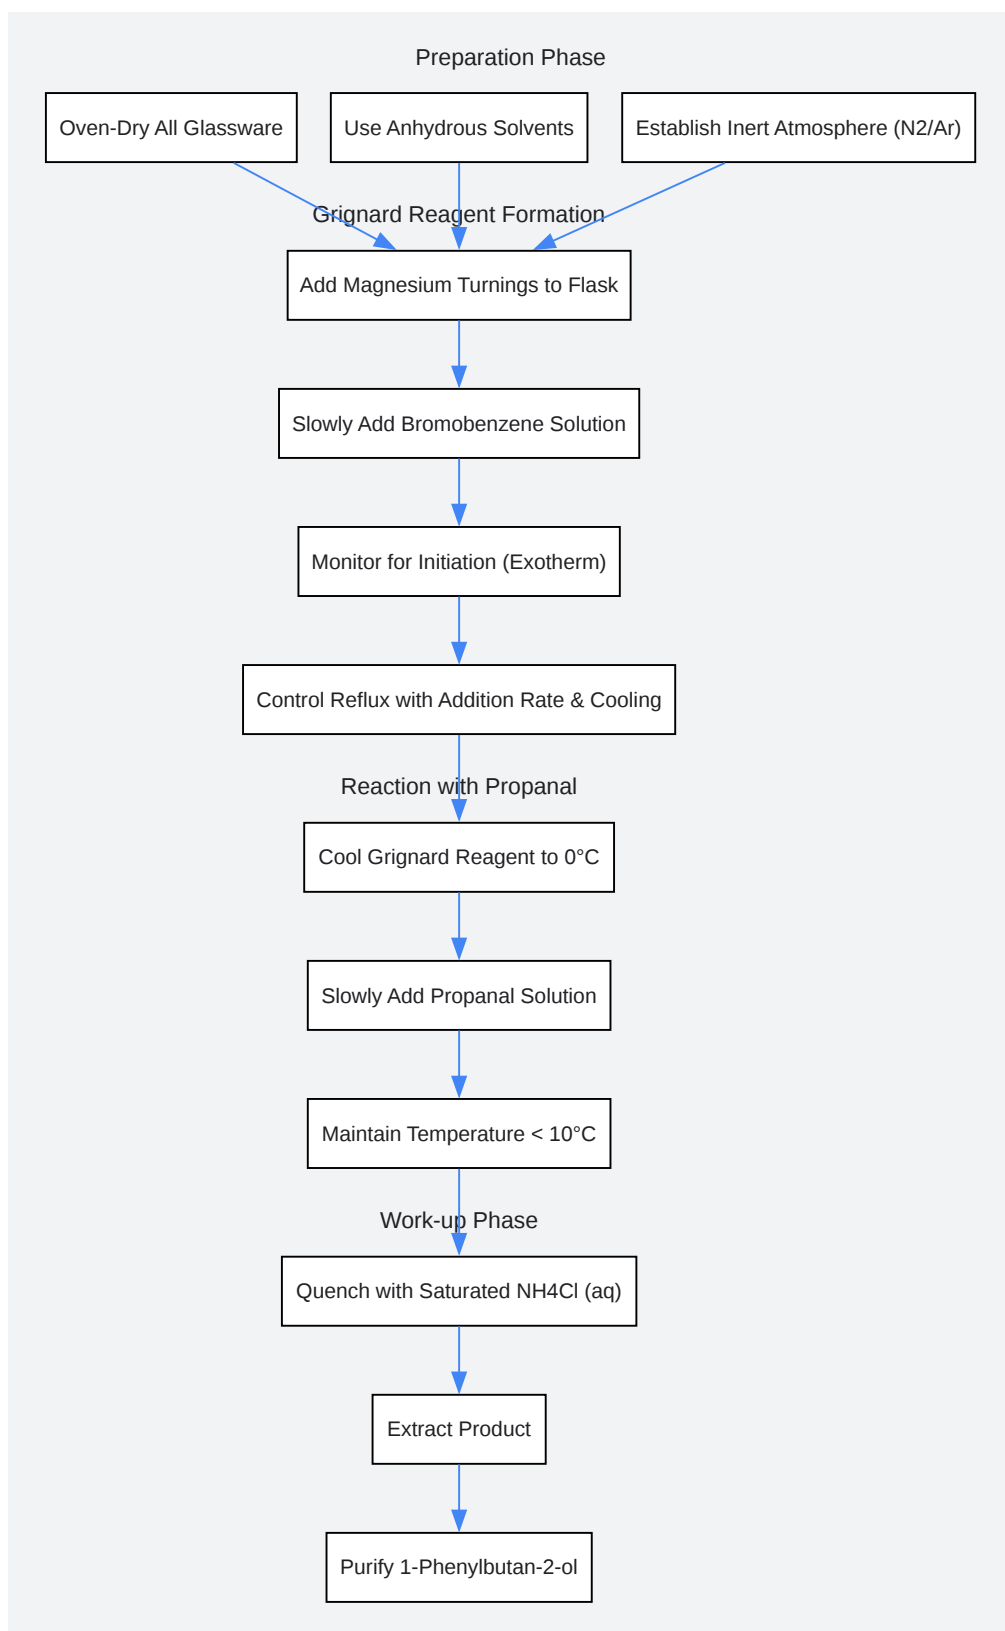 Preparation Phase
Oven-Dry All Glassware
Use Anhydrous Solvents
Establish Inert Atmosphere (N2/Ar)
Grignard Reagent Formation
Add Magnesium Turnings to Flask
Slowly Add Bromobenzene Solution
Monitor for Initiation (Exotherm)
Control Reflux with Addition Rate & Cooling
Reaction with Propanal
Cool Grignard Reagent to 0°C
Slowly Add Propanal Solution
Maintain Temperature < 10°C
Work-up Phase
Quench with Saturated NH4Cl (aq)
Extract Product
Purify 1-Phenylbutan-2-ol